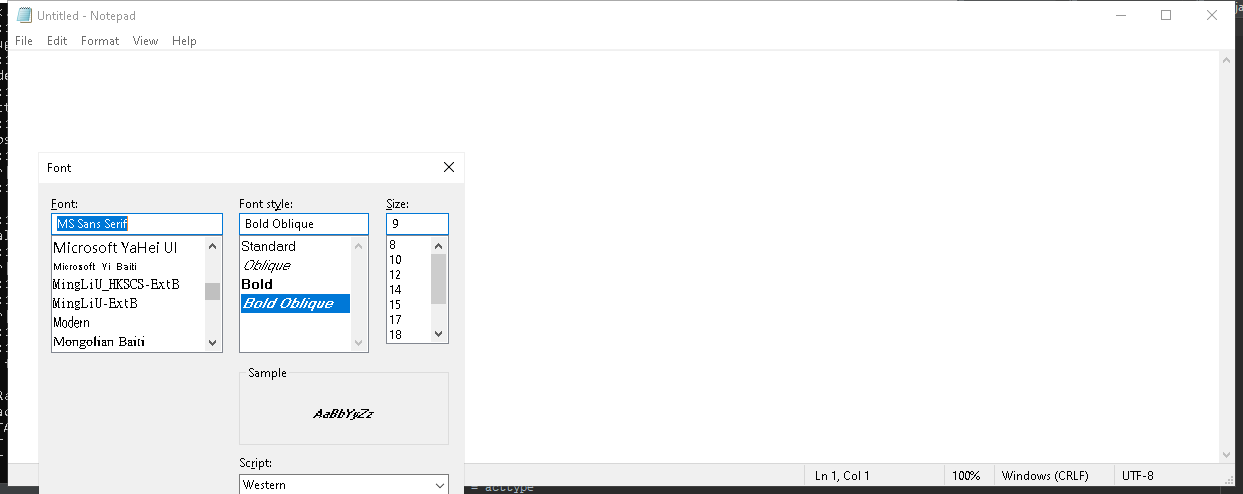 Untitled - Notepad
File Edit Format View Help
Font
Font: Font style: Size:
MS Sans Serif Bold Oblique 9
Microsoft YaHei UI Standard 8
Microsoft Yi Baiti Oblique 10
MingLiU_HKSCS-ExtB Bold 12
MingLiU-ExtB Bold Oblique 14
Modern 15
Mongolian Baiti 17
18
Sample
AaBbYyZz
Script:
Western
Ln 1, Col 1 100% Windows (CRLF) UTF-8
= acctype